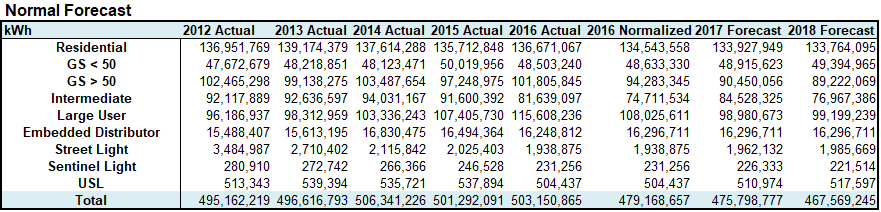 Normal Forecast
kWh 2012 Actual 2013 Actual 2014 Actual 2015 Actual 2016 Actual 2016 Normalized 2017 Forecast 2018 Forecast
Residential 136,951,769 139,174,379 137,614,288 135,712,848 136,671,067 134,543,558 133,927,949 133,764,095
GS < 50 47,672,679 48,218,851 48,123,471 50,019,956 48,503,240 48,633,330 48,915,623 49,394,965
GS > 50 102,465,298 99,138,275 103,487,654 97,248,975 101,805,845 94,283,345 90,450,056 89,222,069
Intermediate 92,117,889 92,636,597 94,031,167 91,600,392 81,639,097 74,711,534 84,528,325 76,967,386
Large User 96,186,937 98,312,959 103,336,243 107,405,730 115,608,236 108,025,611 98,980,673 99,199,239
Embedded Distributor 15,488,407 15,613,195 16,830,475 16,494,364 16,248,812 16,296,711 16,296,711 16,296,711
Street Light 3,484,987 2,710,402 2,115,842 2,025,403 1,938,875 1,938,875 1,962,132 1,985,669
Sentinel Light 280,910 272,742 266,366 246,528 231,256 231,256 226,333 221,514
USL 513,343 539,394 535,721 537,894 504,437 504,437 510,974 517,597
Total 495,162,219 496,616,793 506,341,226 501,292,091 503,150,865 479,168,657 475,798,777 467,569,245